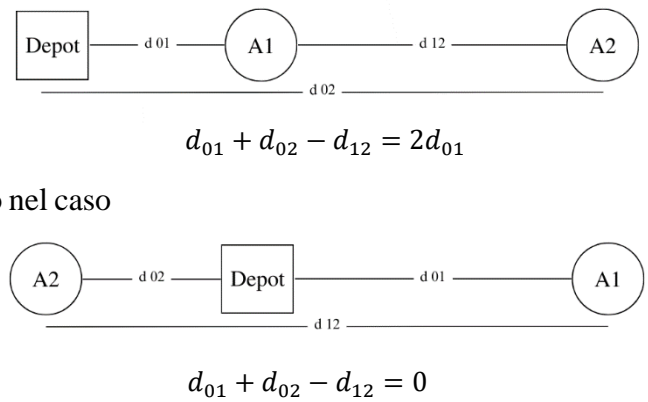 Depot d 01 A1 d 12 A2
d 02
𝑑₀₁ + 𝑑₀₂ − 𝑑₁₂ = 2𝑑₀₁
nel caso
A2 d 02 Depot d 01 A1
d 12
𝑑₀₁ + 𝑑₀₂ − 𝑑₁₂ = 0